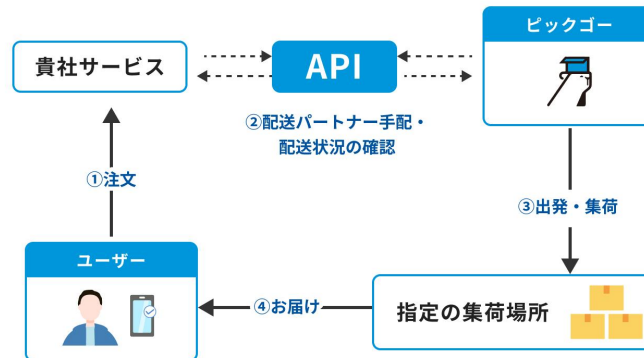 ピックゴー
貴社サービス
API
②配送パートナー手配・
配送状況の確認
①注文
③出発・集荷
ユーザー
④お届け
指定の集荷場所